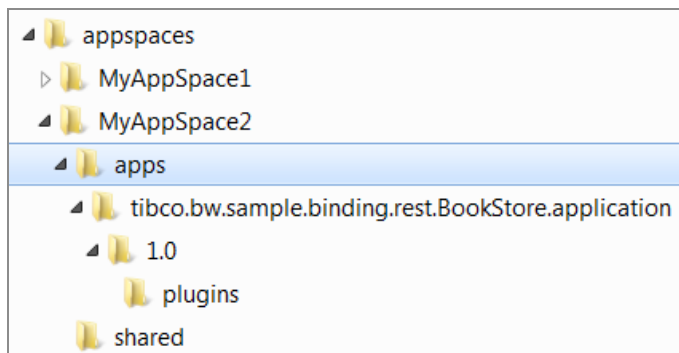 appspaces
MyAppSpace1
MyAppSpace2
apps
tibco.bw.sample.binding.rest.BookStore.application
1.0
plugins
shared